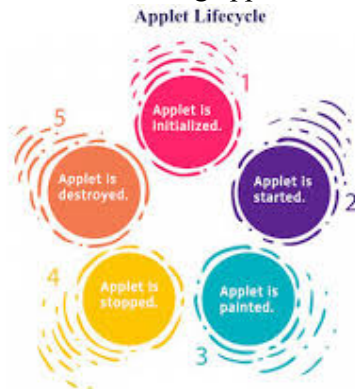 Applet Lifecycle
1
Applet is
initialized.
2
Applet is
started.
3
Applet is
painted.
4
Applet is
stopped.
5
Applet is
destroyed.